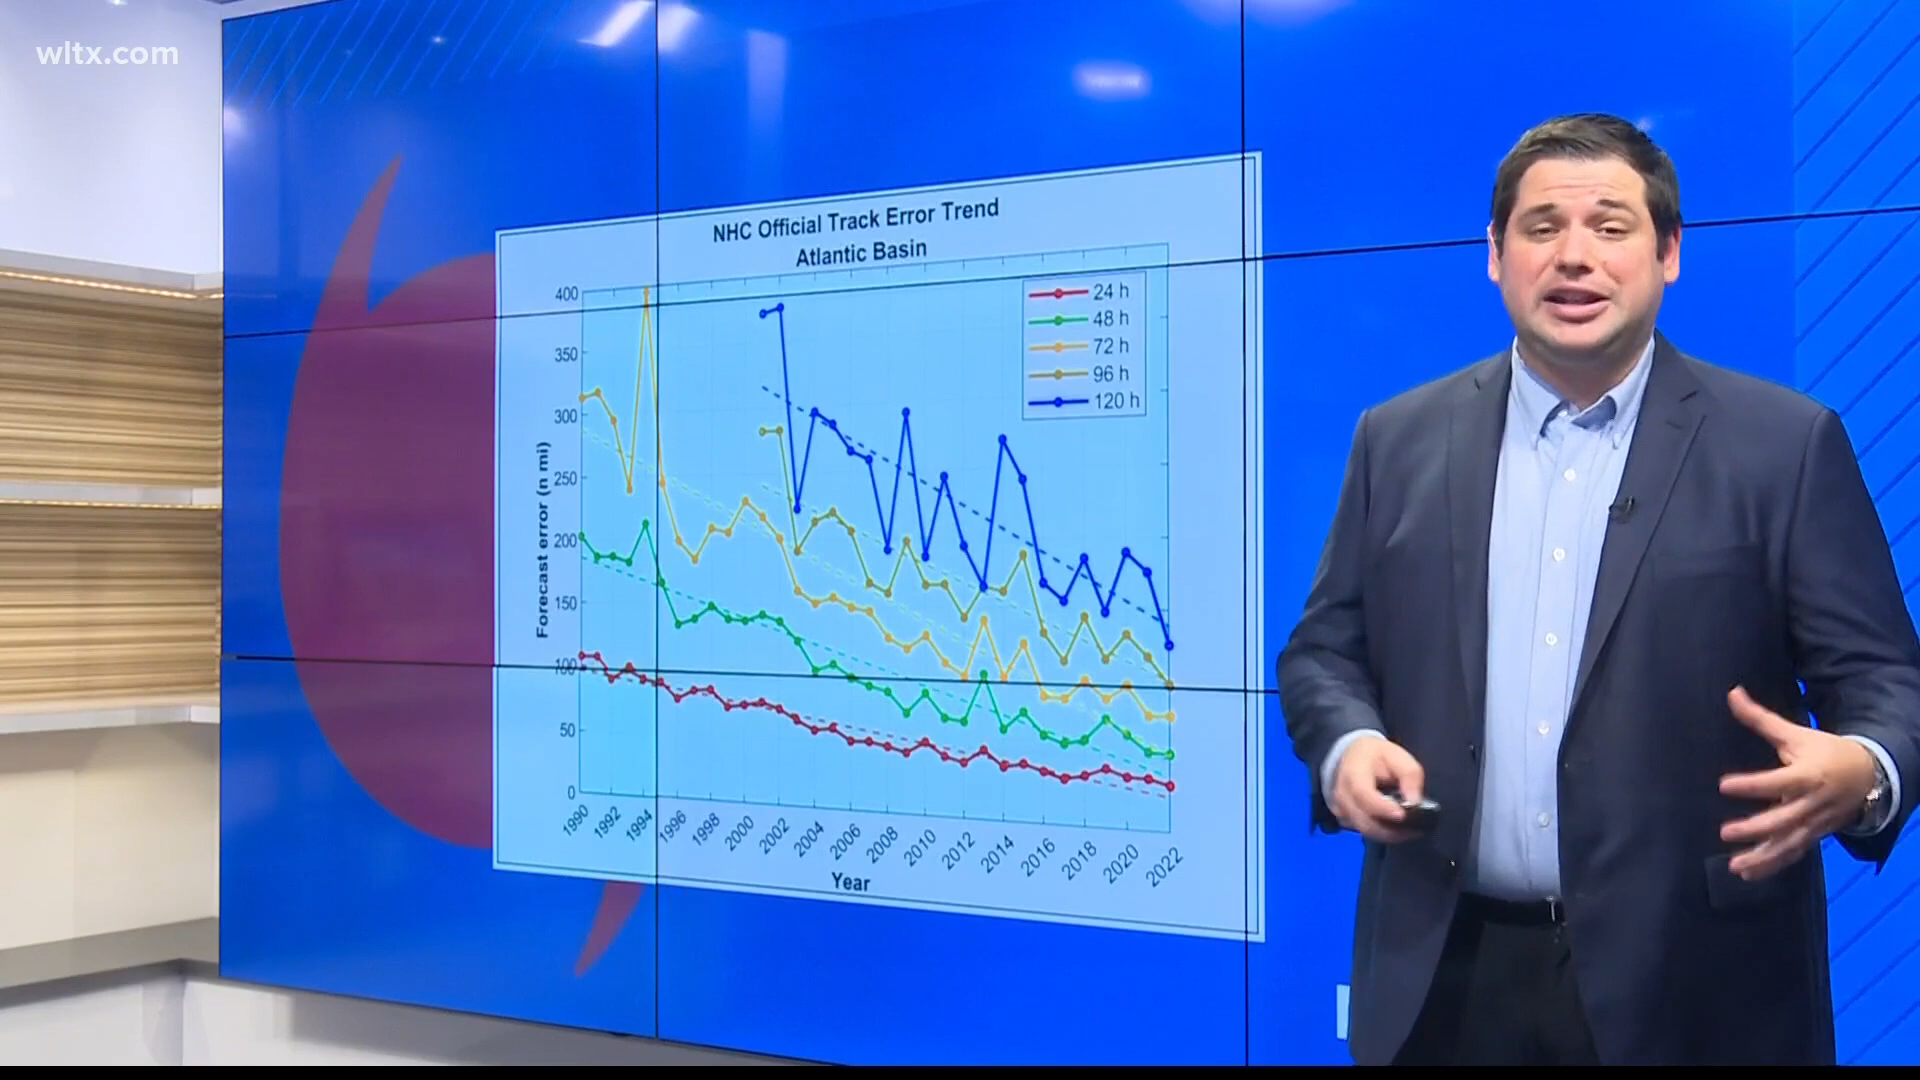 wltx.com
NHC Official Track Error Trend
Atlantic Basin
24 h
48 h
72 h
96 h
120 h
Forecast error (n mi)
400
350
300
250
200
150
100
50
0
1990 1992 1994 1996 1998 2000 2002 2004 2006 2008 2010 2012 2014 2016 2018 2020 2022
Year